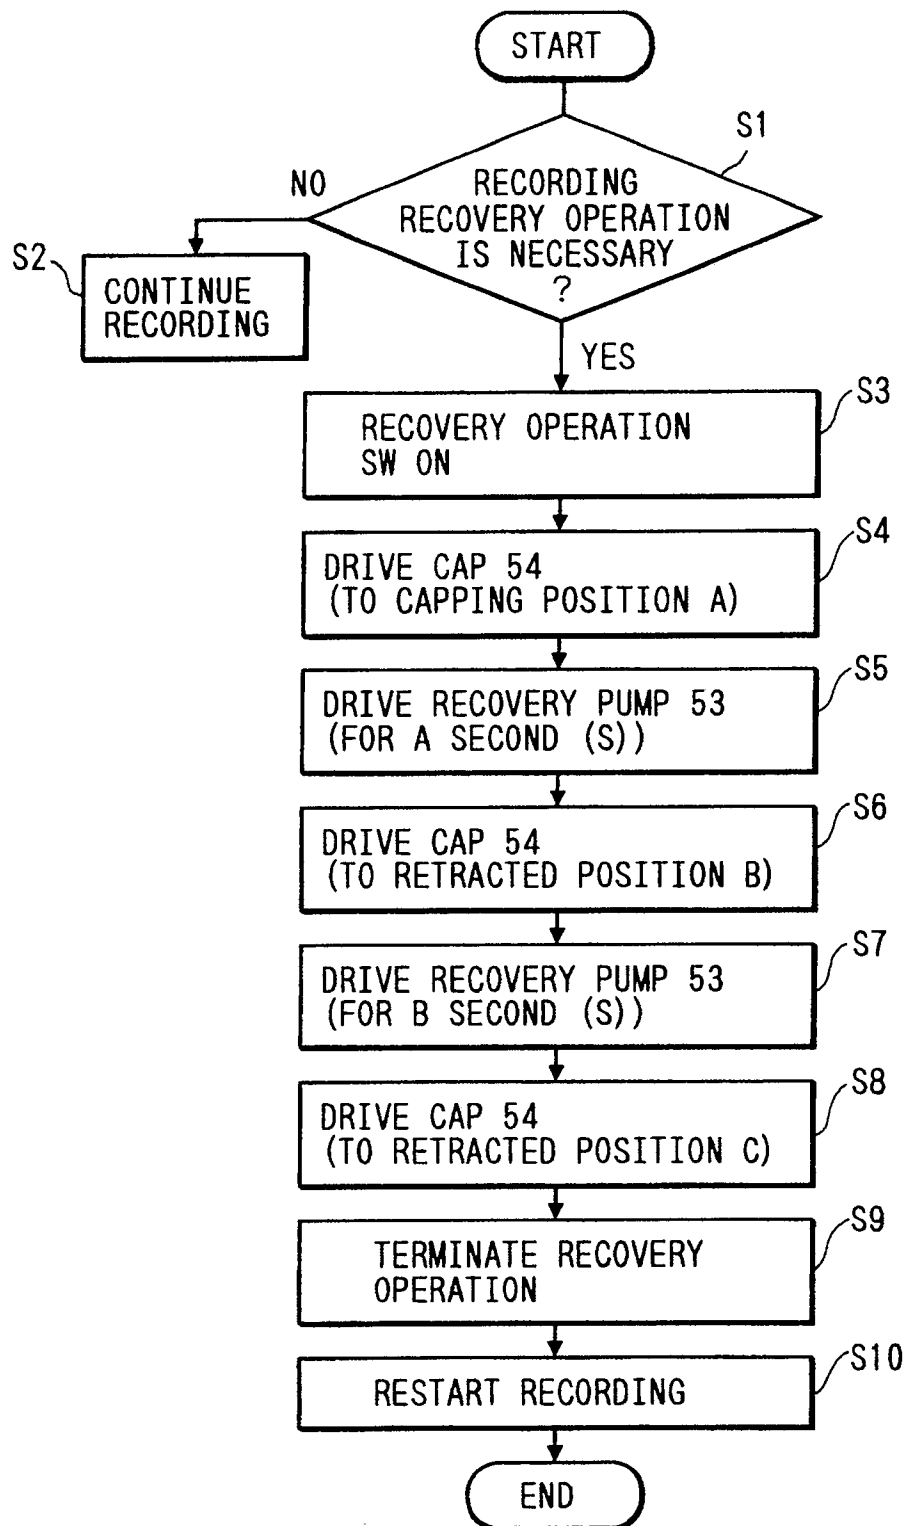 START
S1
NO
RECORDING
RECOVERY OPERATION
IS NECESSARY
?
S2
CONTINUE
RECORDING
YES
S3
RECOVERY OPERATION
SW ON
S4
DRIVE CAP 54
(TO CAPPING POSITION A)
S5
DRIVE RECOVERY PUMP 53
(FOR A SECOND (S))
S6
DRIVE CAP 54
(TO RETRACTED POSITION B)
S7
DRIVE RECOVERY PUMP 53
(FOR B SECOND (S))
S8
DRIVE CAP 54
(TO RETRACTED POSITION C)
S9
TERMINATE RECOVERY
OPERATION
S10
RESTART RECORDING
END